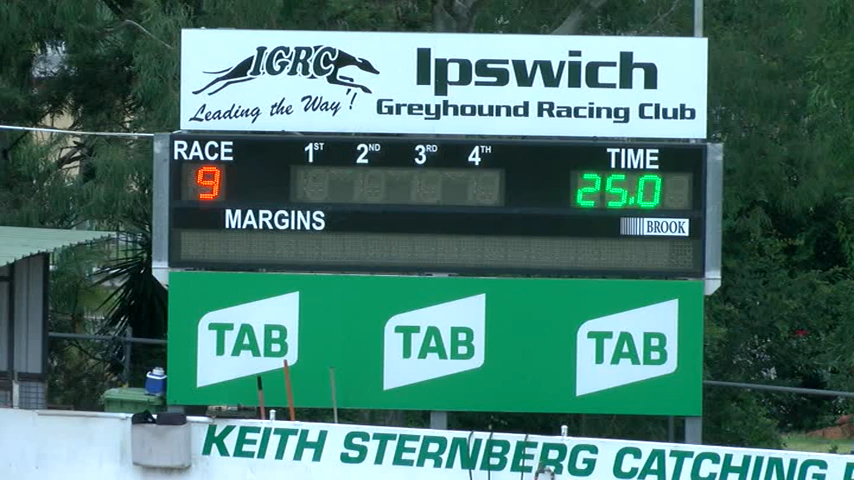 IGRC
Leading the Way'!
Ipswich
Greyhound Racing Club
RACE 1ST 2ND 3RD 4TH TIME
9 25.0
MARGINS BROOK
TAB TAB TAB
KEITH STERNBERG CATCHING